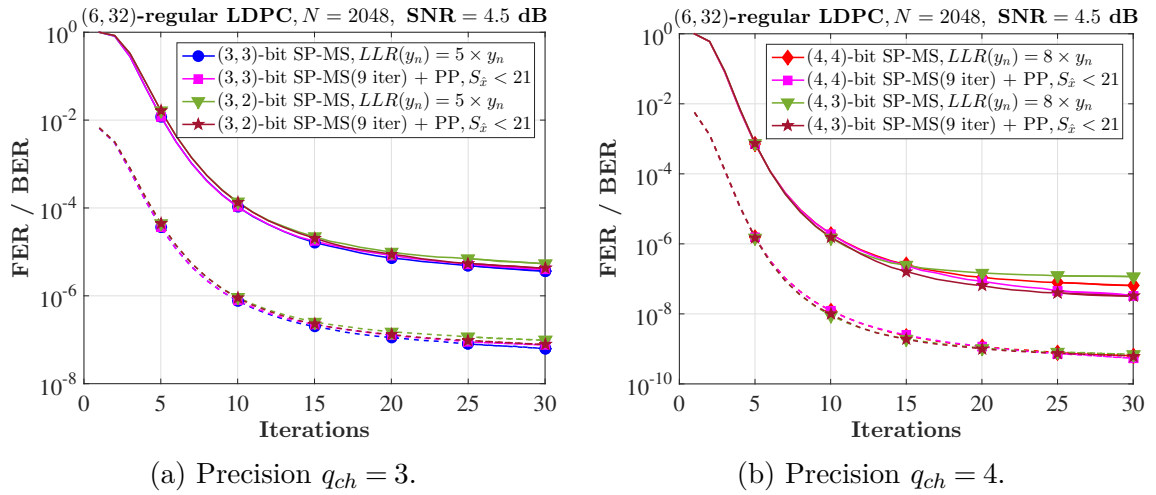 (6, 32)-regular LDPC, N = 2048, SNR = 4.5 dB
(3,3)-bit SP-MS, LLR(y_n) = 5 × y_n
(3,3)-bit SP-MS(9 iter) + PP, S_x̂ < 21
(3,2)-bit SP-MS, LLR(y_n) = 5 × y_n
(3,2)-bit SP-MS(9 iter) + PP, S_x̂ < 21
FER / BER
10^0
10^-2
10^-4
10^-6
10^-8
0 5 10 15 20 25 30
Iterations
(a) Precision q_ch = 3.
(6, 32)-regular LDPC, N = 2048, SNR = 4.5 dB
(4,4)-bit SP-MS, LLR(y_n) = 8 × y_n
(4,4)-bit SP-MS(9 iter) + PP, S_x̂ < 21
(4,3)-bit SP-MS, LLR(y_n) = 8 × y_n
(4,3)-bit SP-MS(9 iter) + PP, S_x̂ < 21
FER / BER
10^0
10^-2
10^-4
10^-6
10^-8
10^-10
0 5 10 15 20 25 30
Iterations
(b) Precision q_ch = 4.